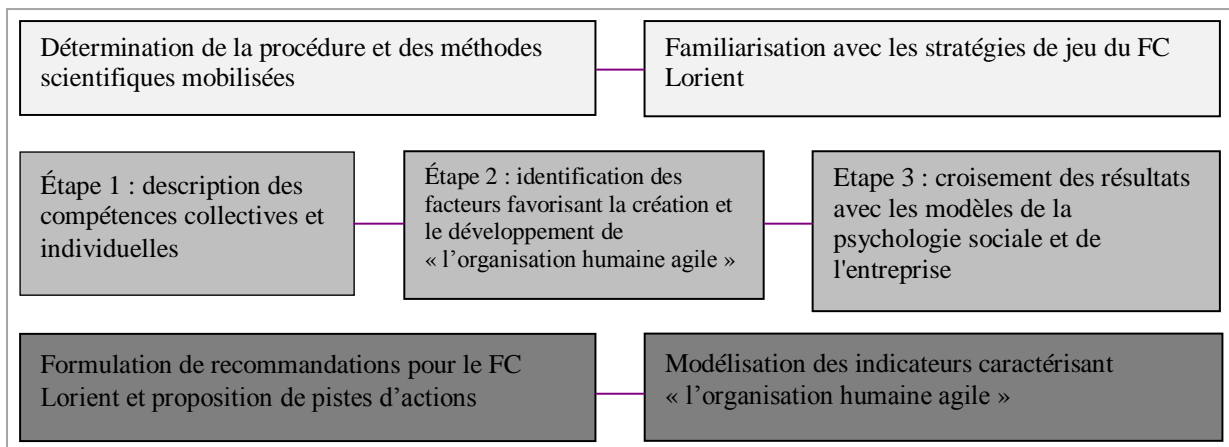 Détermination de la procédure et des méthodes
scientifiques mobilisées
Familiarisation avec les stratégies de jeu du FC
Lorient
Étape 1 : description des
compétences collectives et
individuelles
Étape 2 : identification des
facteurs favorisant la création et
le développement de
« l’organisation humaine agile »
Etape 3 : croisement des résultats
avec les modèles de la
psychologie sociale et de
l'entreprise
Formulation de recommandations pour le FC
Lorient et proposition de pistes d’actions
Modélisation des indicateurs caractérisant
« l’organisation humaine agile »